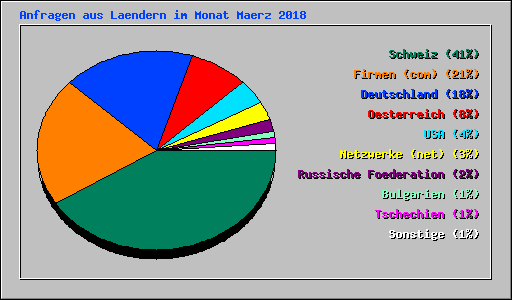 Anfragen aus Laendern im Monat Maerz 2018
Schweiz (41%)
Firmen (com) (21%)
Deutschland (18%)
Oesterreich (8%)
USA (4%)
Netzwerke (net) (3%)
Russische Foederation (2%)
Bulgarien (1%)
Tschechien (1%)
Sonstige (1%)